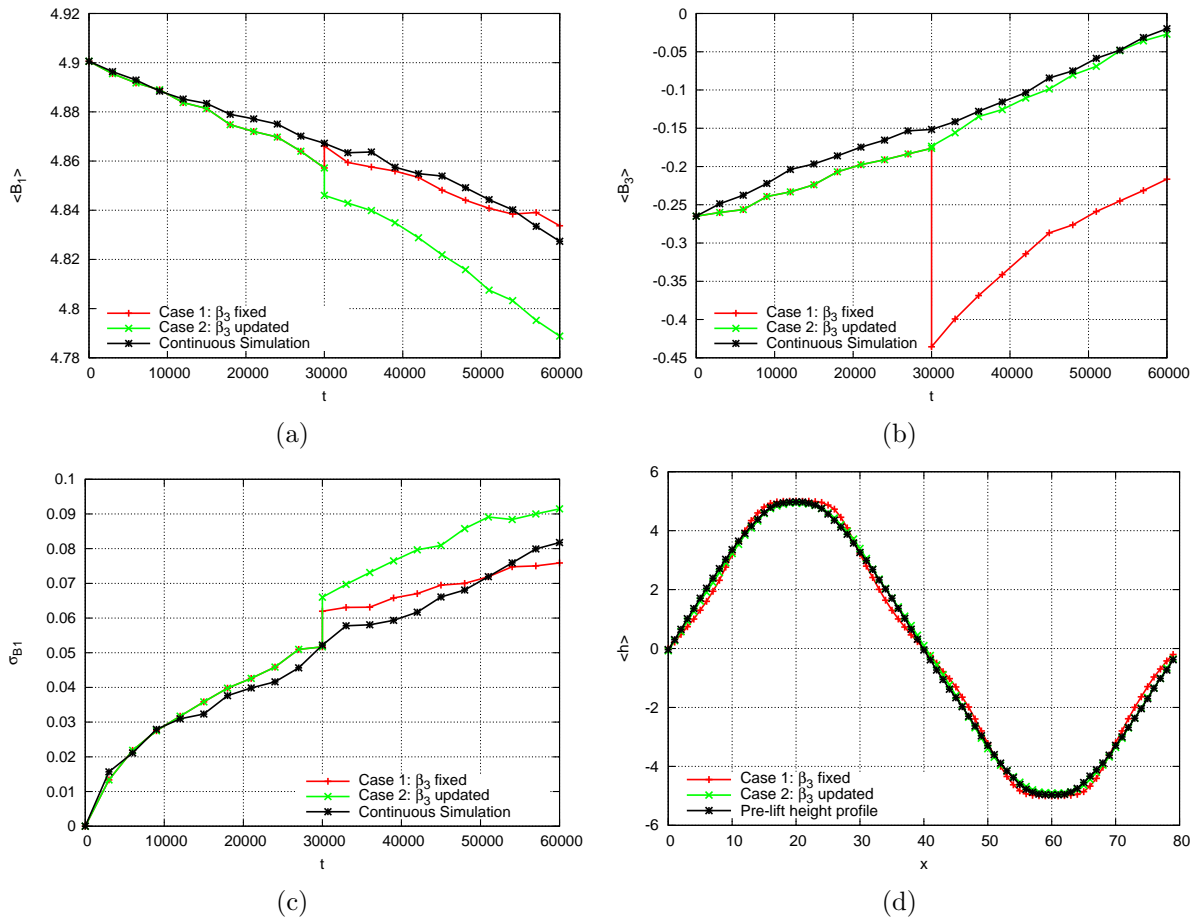 4.92
4.9
4.88
4.86
4.84
4.82
4.8
4.78
<B₁>
0 10000 20000 30000 40000 50000 60000
t
Case 1: β₃ fixed
Case 2: β₃ updated
Continuous Simulation
(a)
0
-0.05
-0.1
-0.15
-0.2
-0.25
-0.3
-0.35
-0.4
-0.45
<B₃>
0 10000 20000 30000 40000 50000 60000
t
Case 1: β₃ fixed
Case 2: β₃ updated
Continuous Simulation
(b)
0.1
0.09
0.08
0.07
0.06
0.05
0.04
0.03
0.02
0.01
0
σB1
0 10000 20000 30000 40000 50000 60000
t
Case 1: β₃ fixed
Case 2: β₃ updated
Continuous Simulation
(c)
6
4
2
0
-2
-4
-6
<h>
0 10 20 30 40 50 60 70 80
x
Case 1: β₃ fixed
Case 2: β₃ updated
Pre-lift height profile
(d)